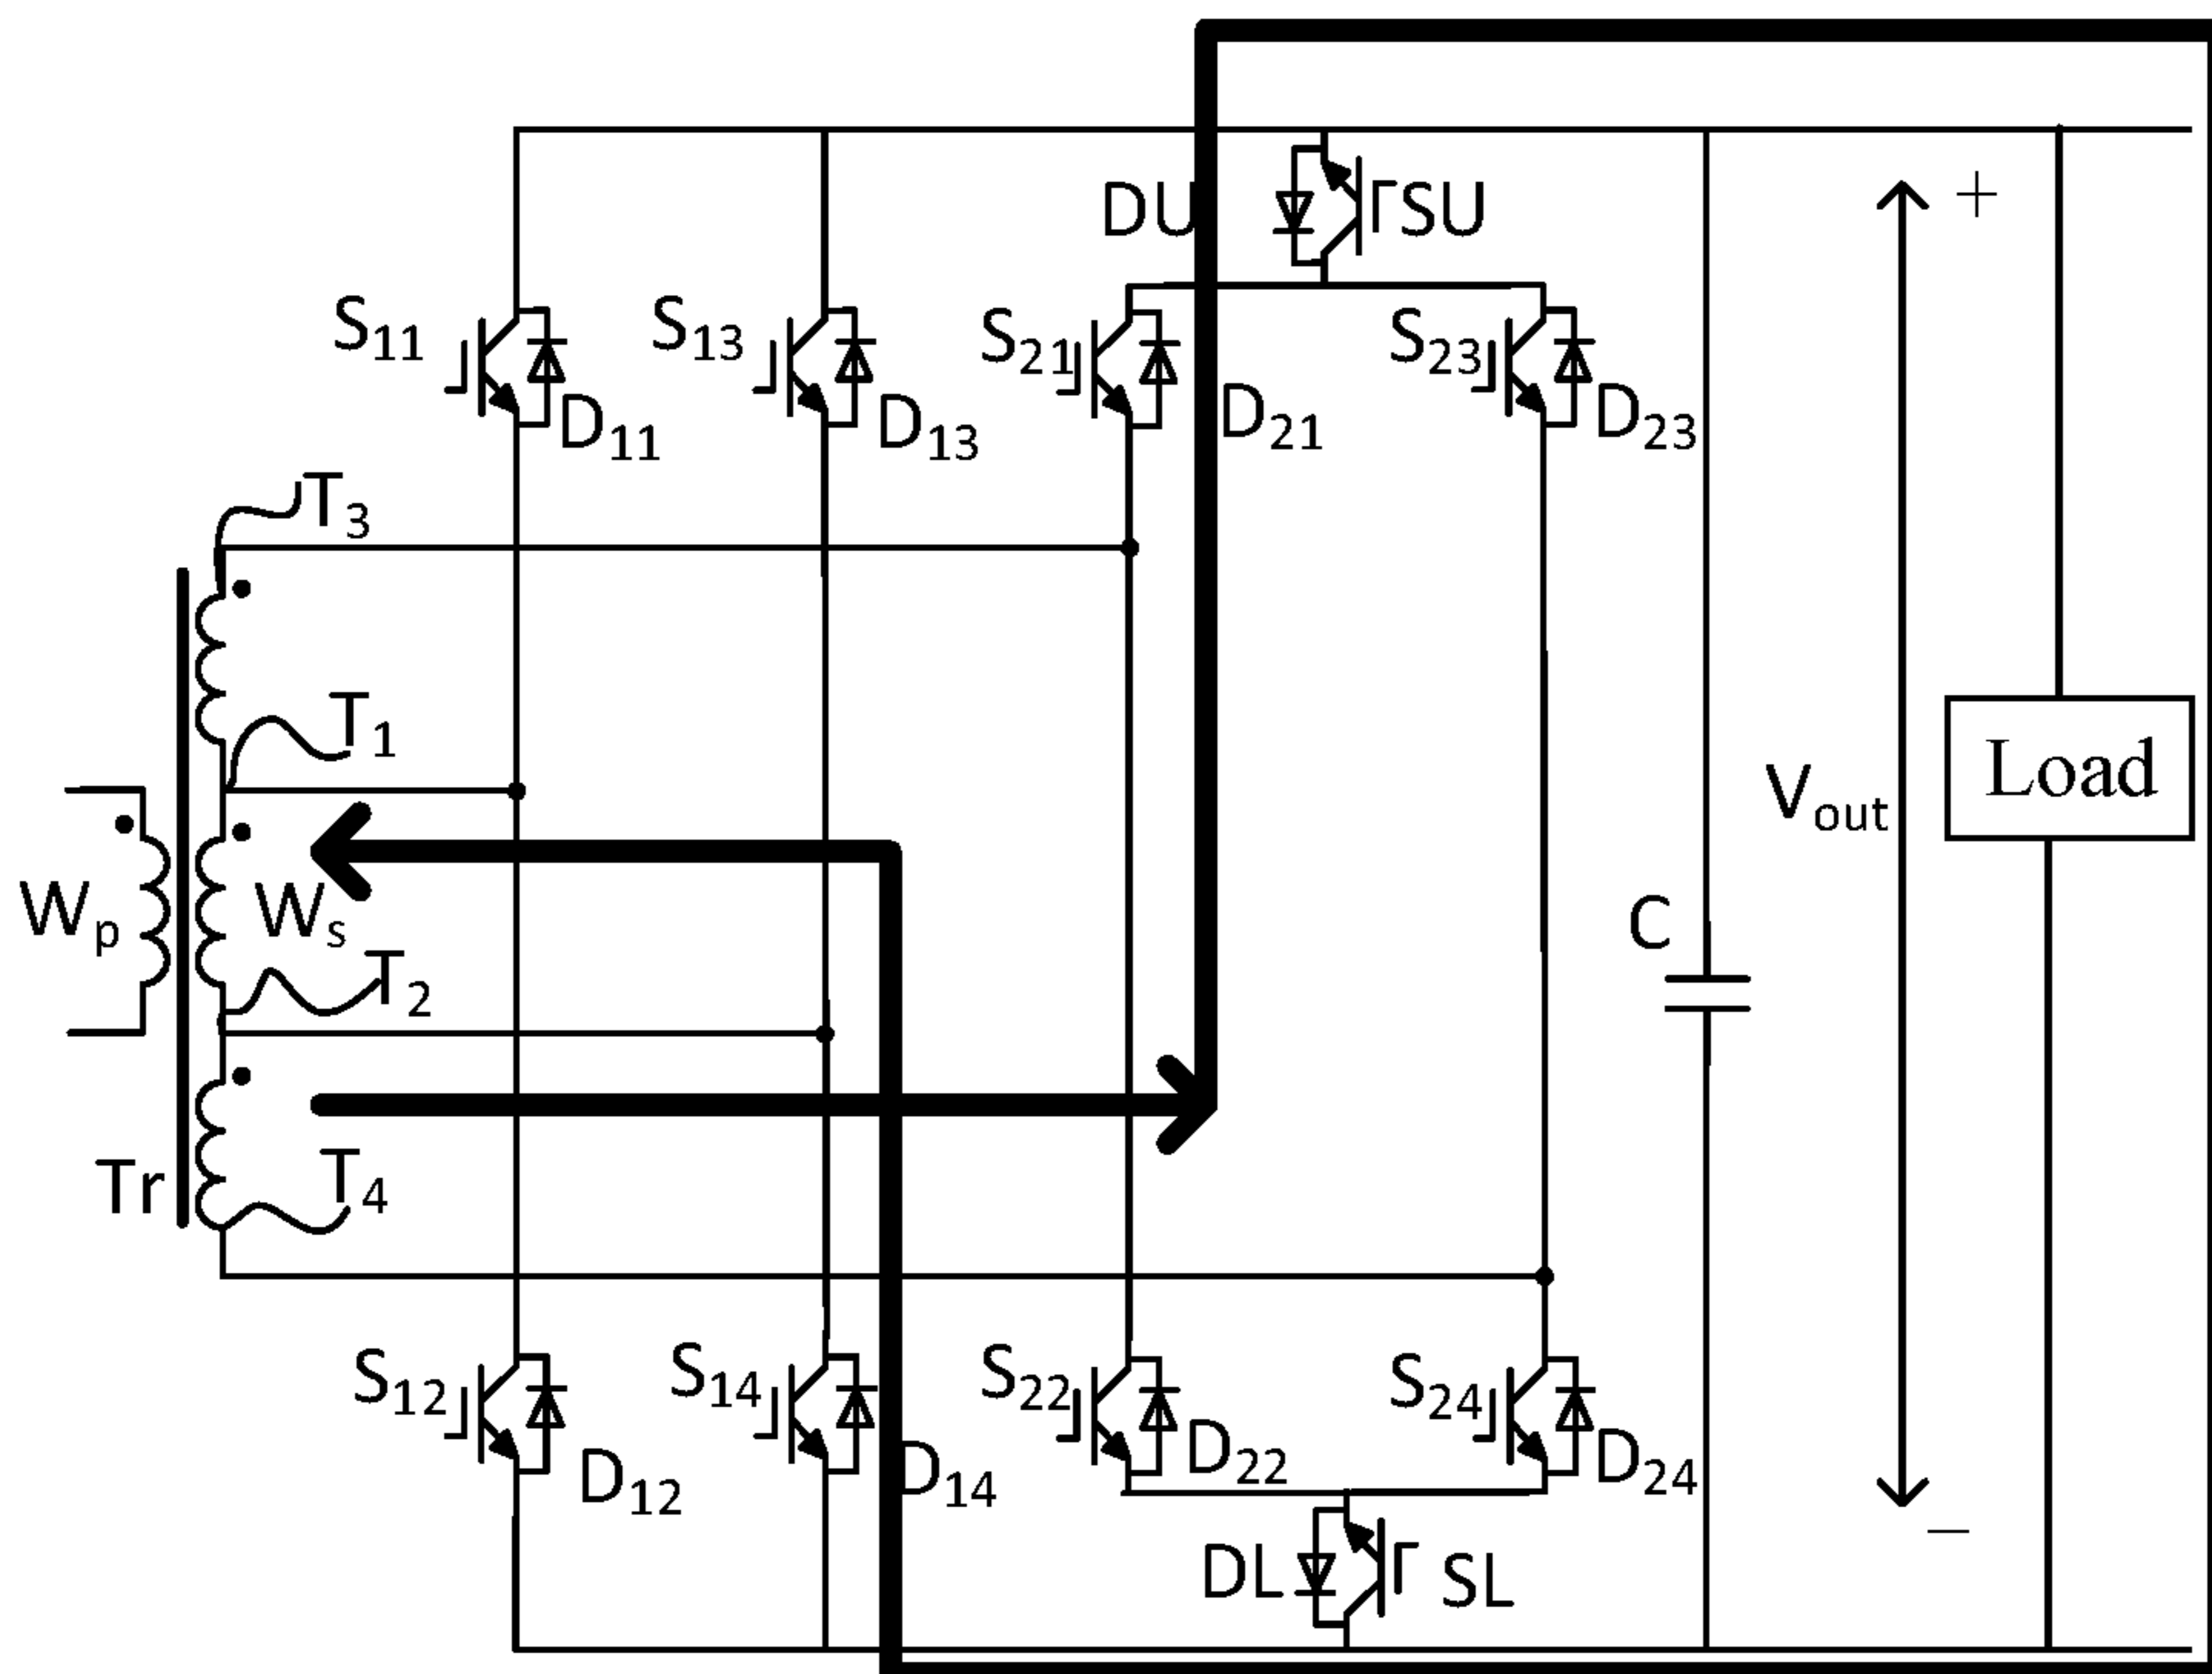 DU
SU
+
S11
S13
S21
S23
D11
D13
D21
D23
T3
T1
Load
Vout
Wp
Ws
C
T2
Tr
T4
S12
S14
S22
S24
D12
D14
D22
D24
−
DL
SL